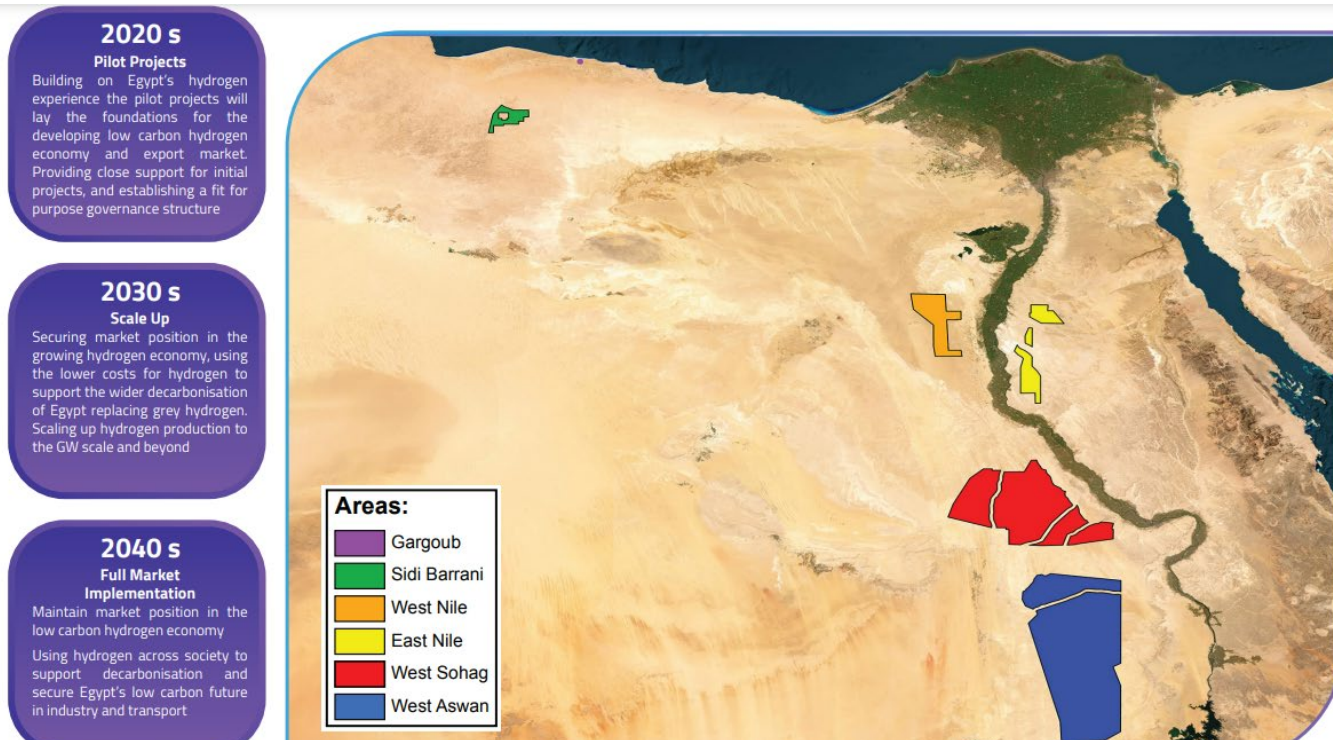 2020 s
Pilot Projects
Building on Egypt's hydrogen
experience the pilot projects will
lay the foundations for the
developing low carbon hydrogen
economy and export market.
Providing close support for initial
projects, and establishing a fit for
purpose governance structure
2030 s
Scale Up
Securing market position in the
growing hydrogen economy, using
the lower costs for hydrogen to
support the wider decarbonisation
of Egypt replacing grey hydrogen.
Scaling up hydrogen production to
the GW scale and beyond
2040 s
Full Market
Implementation
Maintain market position in the
low carbon hydrogen economy
Using hydrogen across society to
support decarbonisation and
secure Egypt's low carbon future
in industry and transport
Areas:
Gargoub
Sidi Barrani
West Nile
East Nile
West Sohag
West Aswan